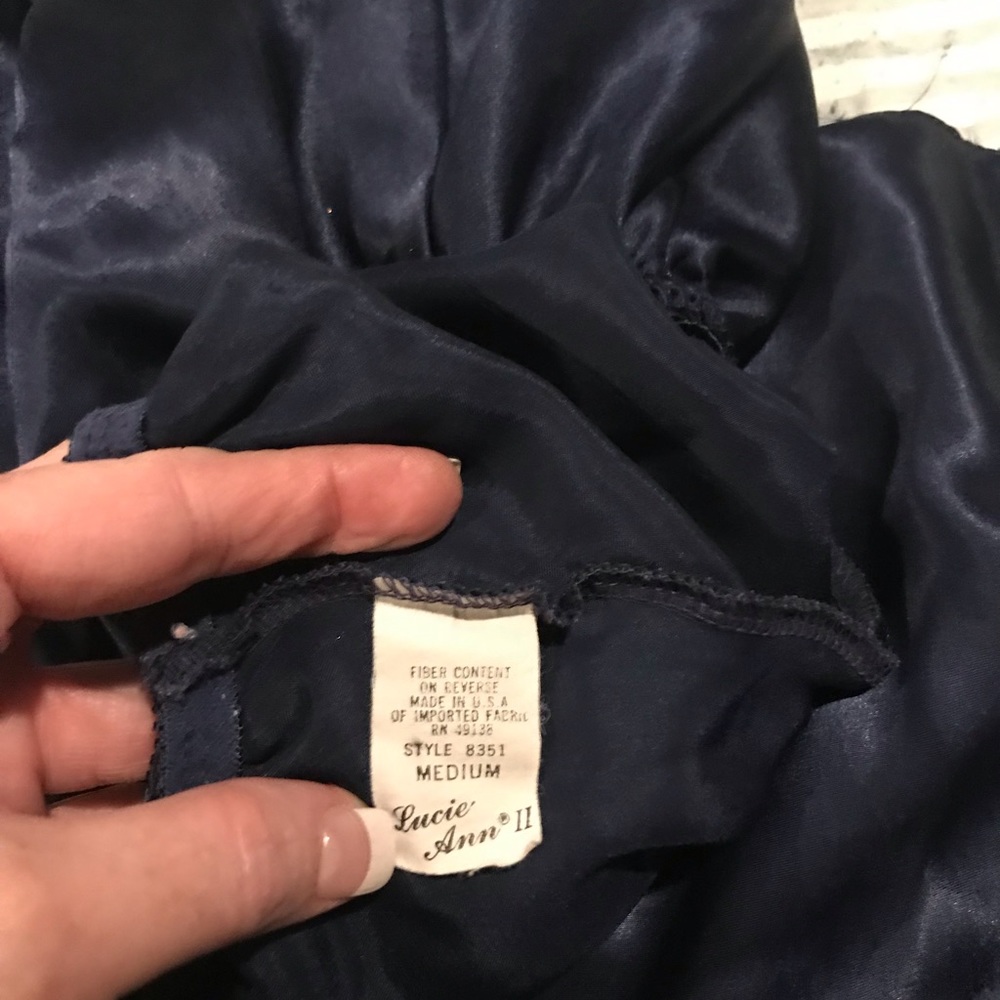 FIBER CONTENT
ON REVERSE
MADE IN U.S.A
OF IMPORTED FABRIC
RN 49138
STYLE 8351
MEDIUM
Lucie
Ann® II